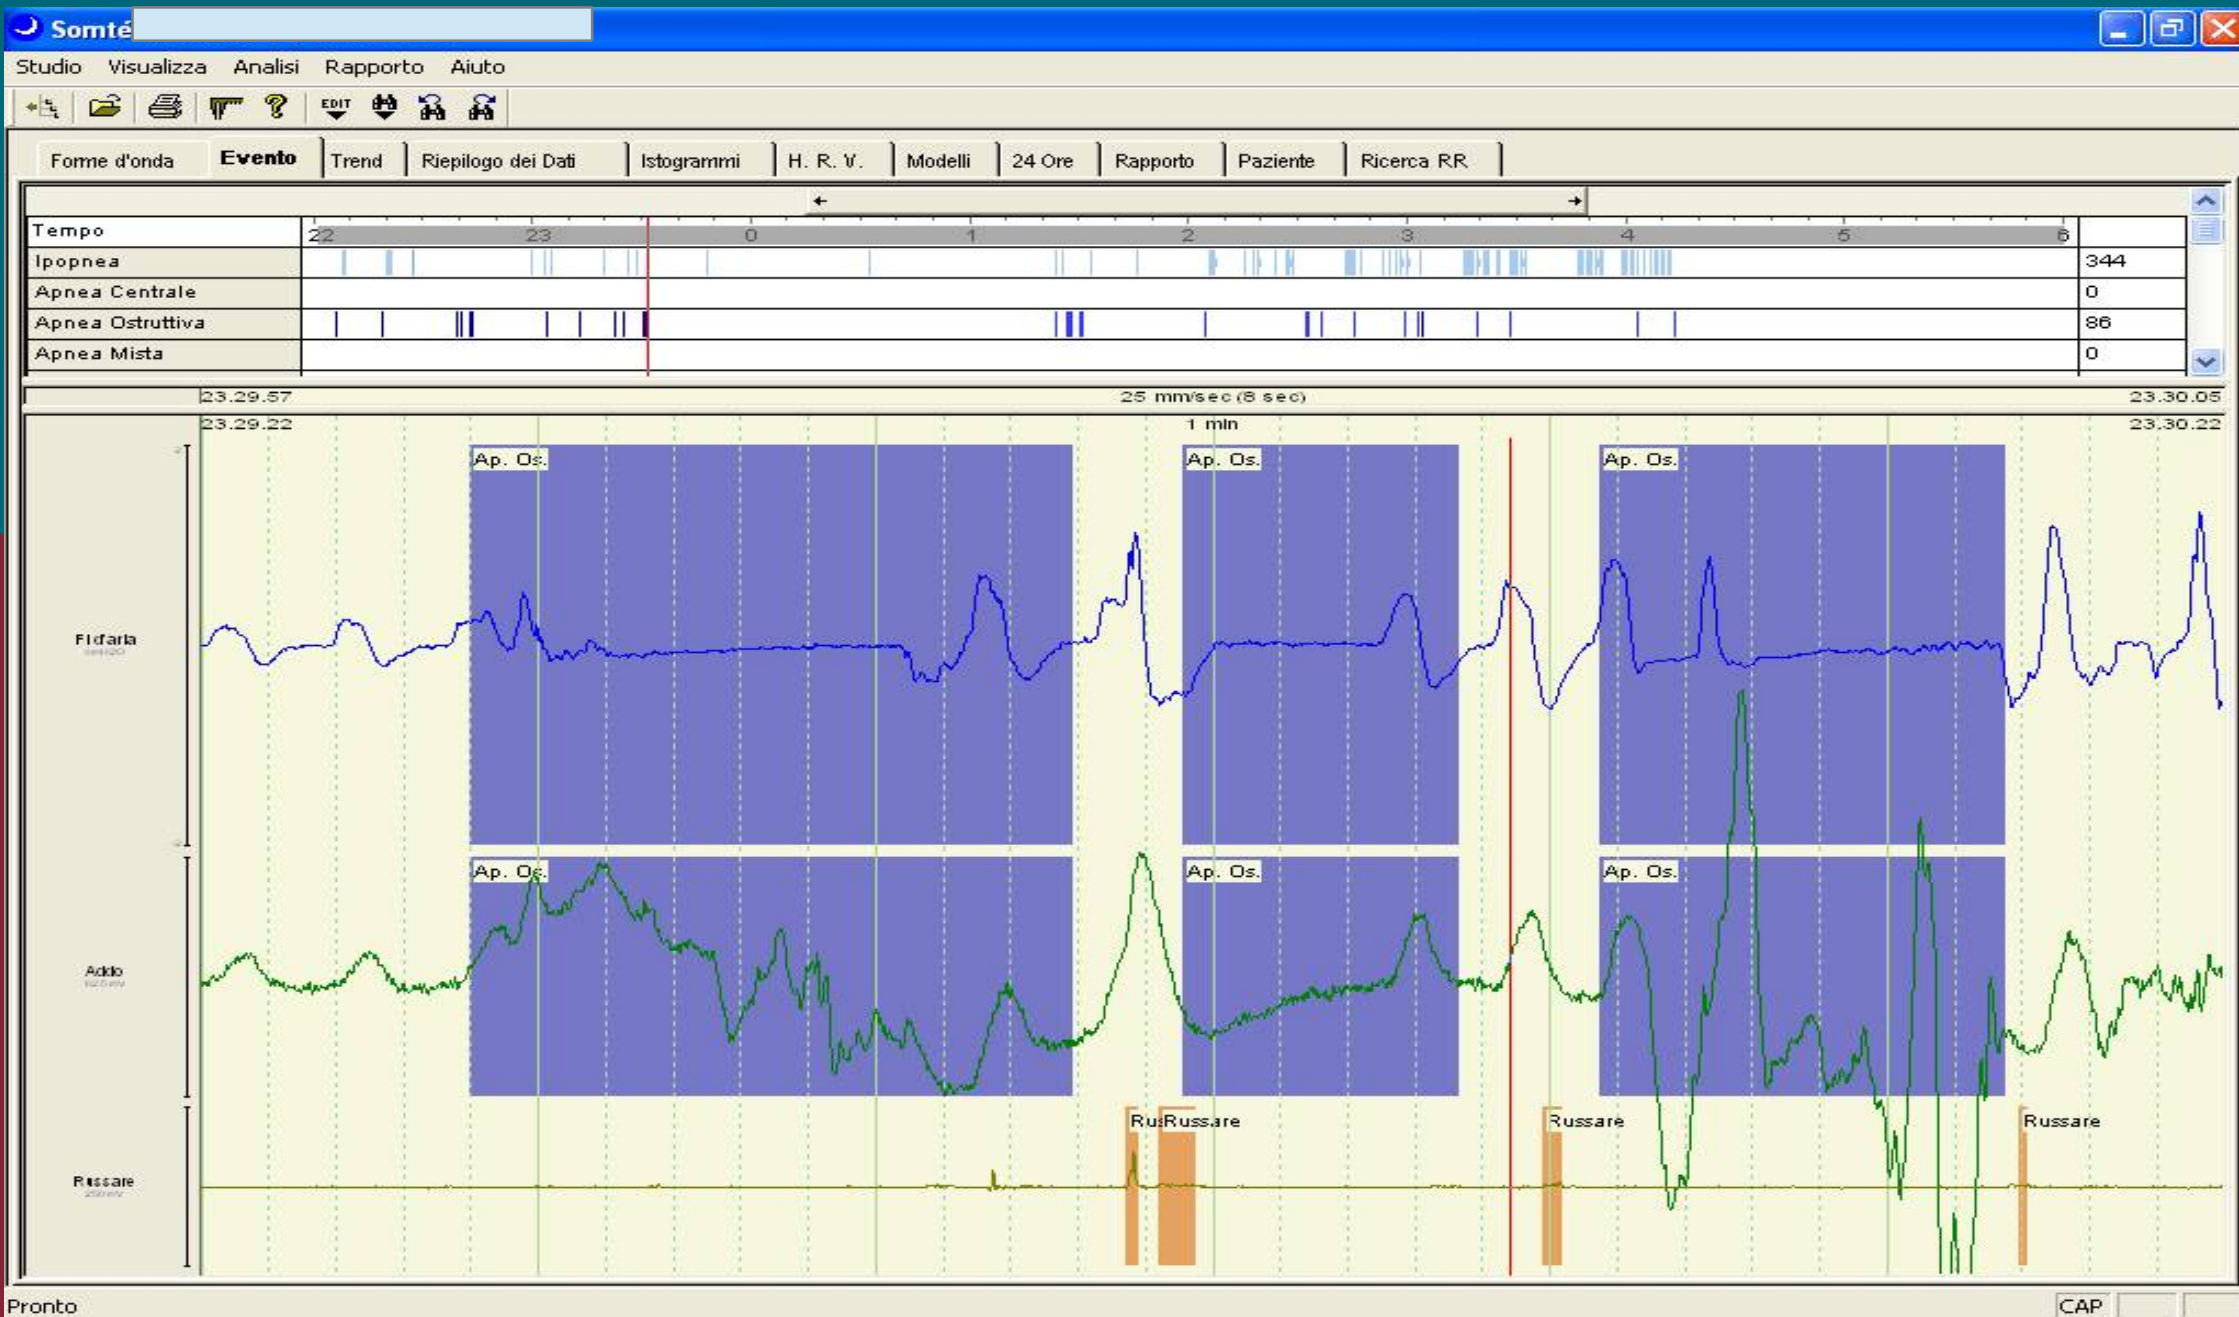 Somté
Studio Visualizza Analisi Rapporto Aiuto
EDIT
Forme d'onda Evento Trend Riepilogo dei Dati Istogrammi H. R. V. Modelli 24 Ore Rapporto Paziente Ricerca RR
Tempo 22 23 0 1 2 3 4 5 6
Ipopnea 344
Apnea Centrale 0
Apnea Ostruttiva 86
Apnea Mista 0
23.29.57 25 mm/sec (8 sec) 23.30.05
23.29.22 1 min 23.30.22
Ap. Os. Ap. Os. Ap. Os.
Fl d'aria
Ap. Os. Ap. Os. Ap. Os.
Addo
Russare Russare Russare
Russare
Pronto CAP